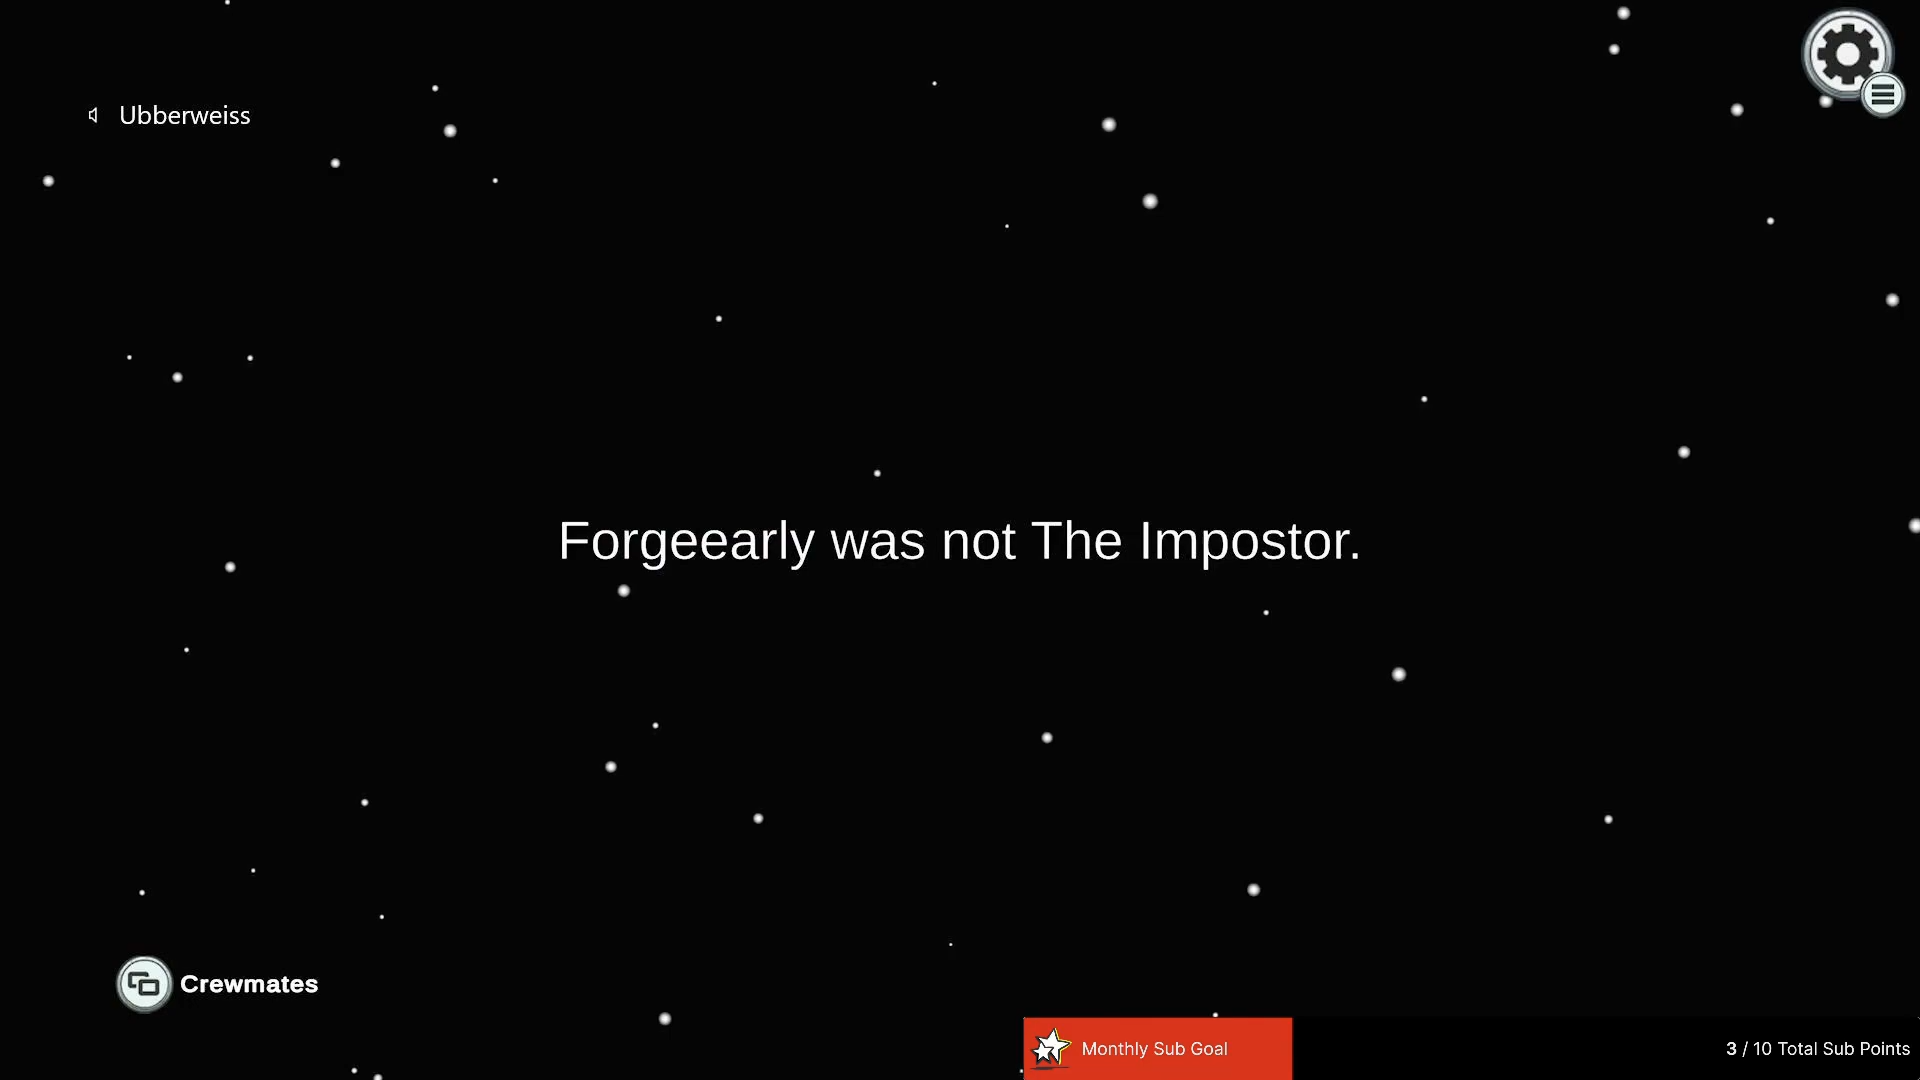 Ubberweiss
Forgeearly was not The Impostor.
Crewmates
Monthly Sub Goal
3 / 10 Total Sub Points